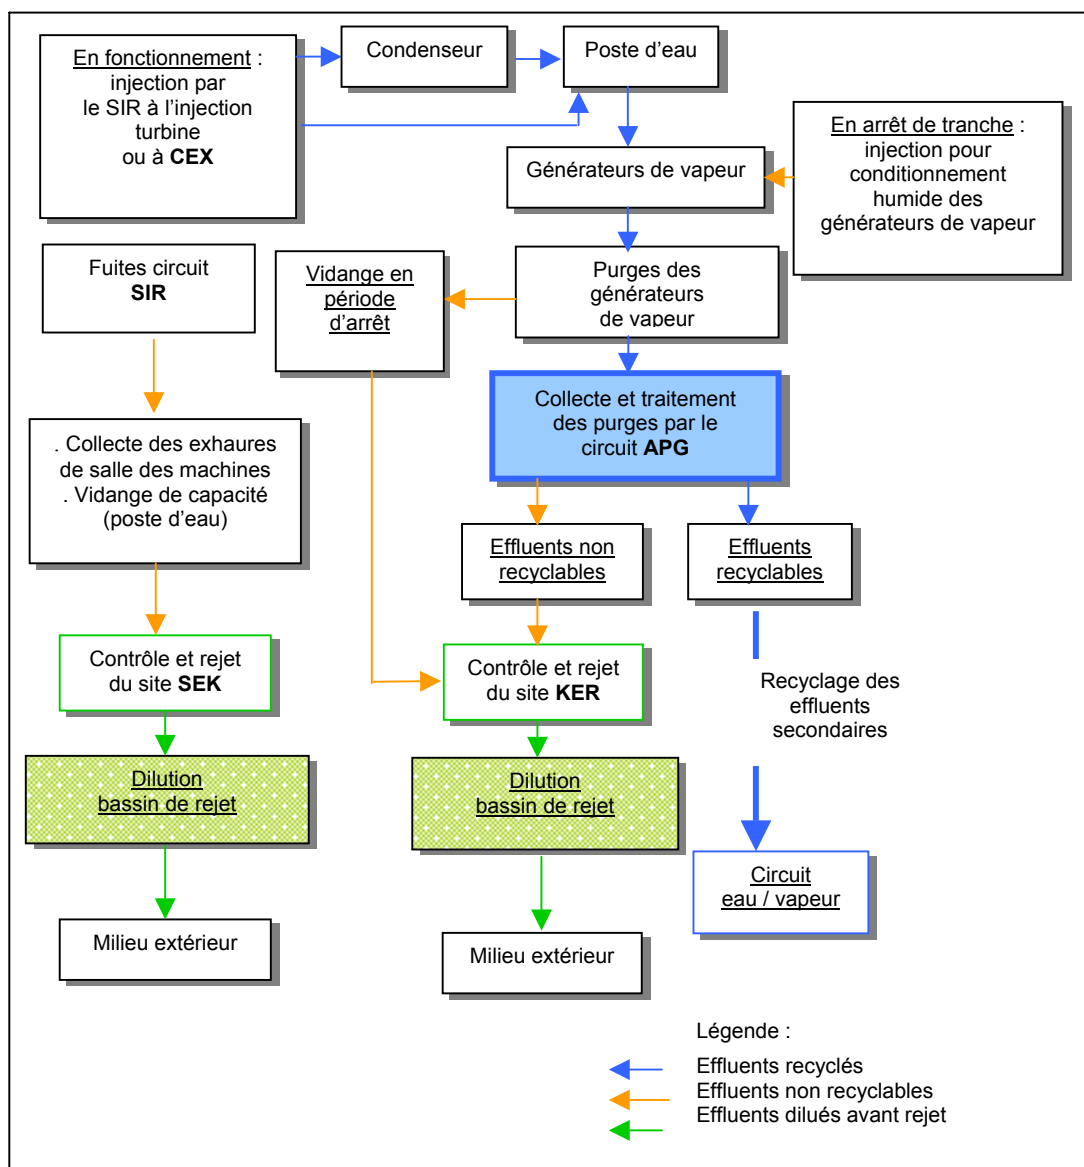 En fonctionnement :
injection par
le SIR à l'injection
turbine
ou à CEX
Condenseur
Poste d'eau
En arrêt de tranche :
injection pour
conditionnement
humide des
générateurs de vapeur
Générateurs de vapeur
Fuites circuit
SIR
Vidange en
période
d'arrêt
Purges des
générateurs
de vapeur
Collecte et traitement
des purges par le
circuit APG
. Collecte des exhaures
de salle des machines
. Vidange de capacité
(poste d'eau)
Effluents non
recyclables
Effluents
recyclables
Contrôle et rejet
du site SEK
Contrôle et rejet
du site KER
Recyclage des
effluents
secondaires
Dilution
bassin de rejet
Dilution
bassin de rejet
Circuit
eau / vapeur
Milieu extérieur
Milieu extérieur
Légende :
Effluents recyclés
Effluents non recyclables
Effluents dilués avant rejet